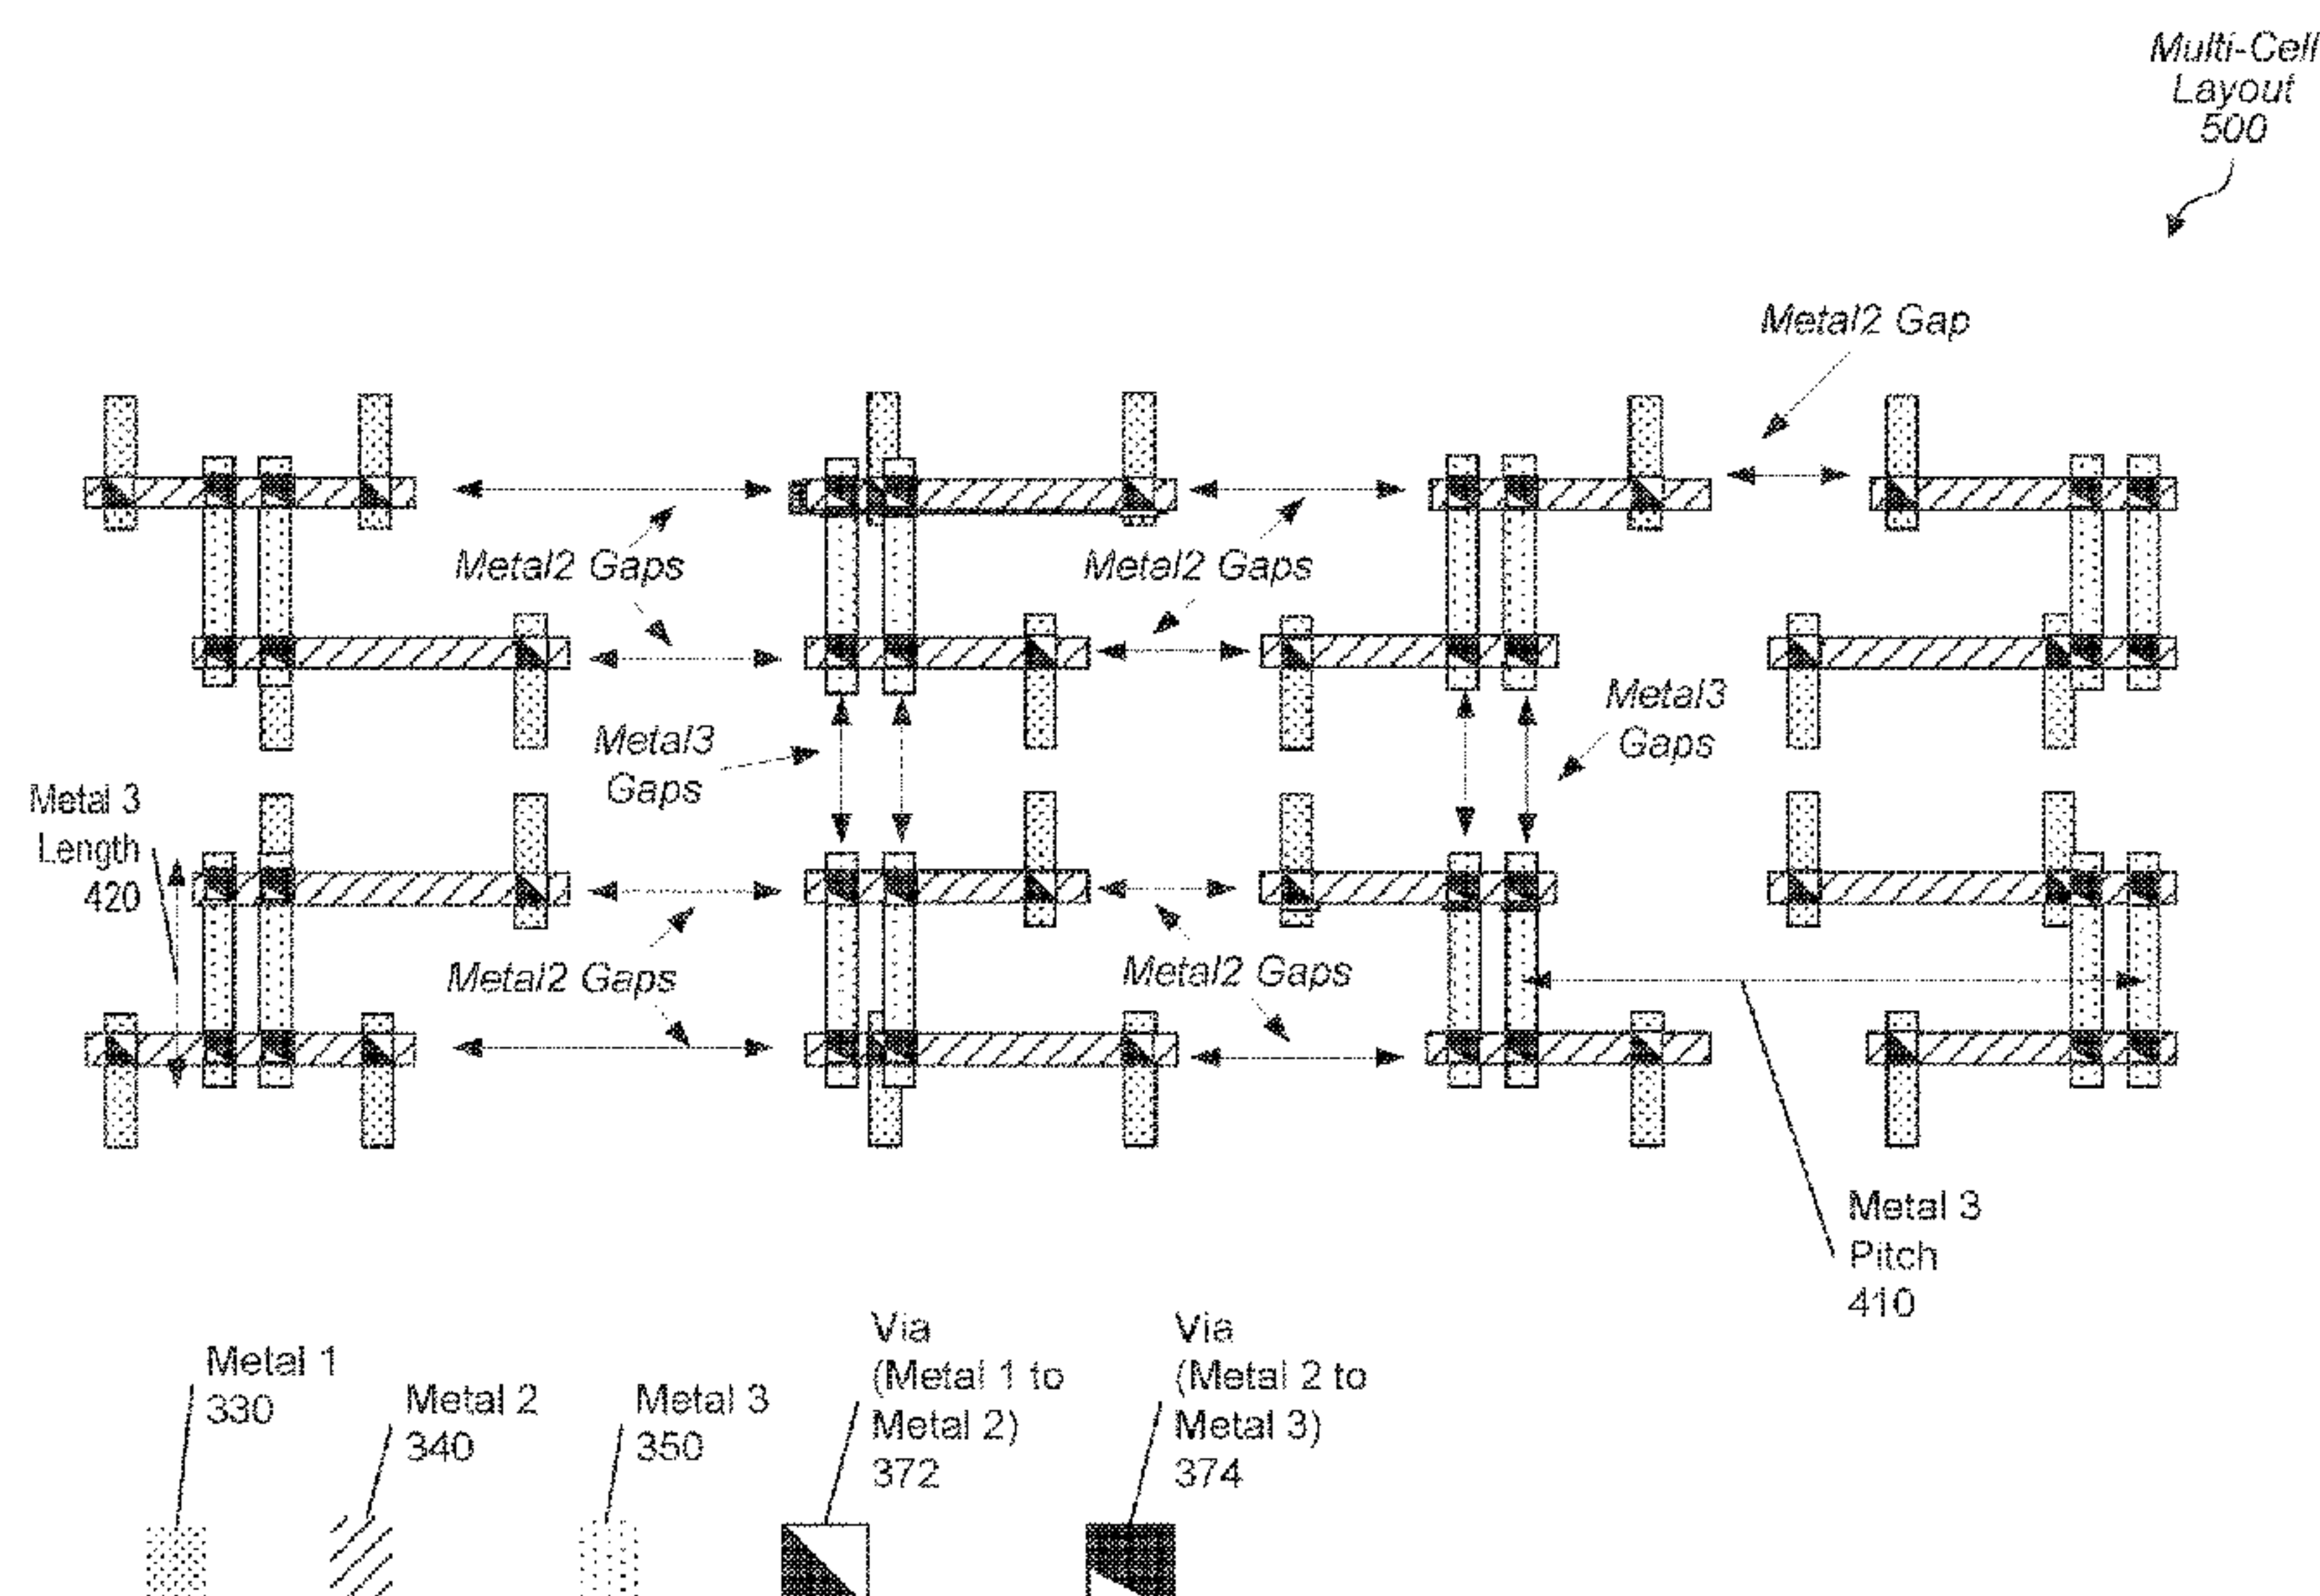 Multi-Cell
Layout
500
Metal2 Gap
Metal2 Gaps
Metal2 Gaps
Metal3
Gaps
Metal3
Gaps
Metal 3
Length
420
Metal2 Gaps
Metal2 Gaps
Metal 3
Pitch
410
Metal 1
330
Metal 2
340
Metal 3
350
Via
(Metal 1 to
Metal 2)
372
Via
(Metal 2 to
Metal 3)
374